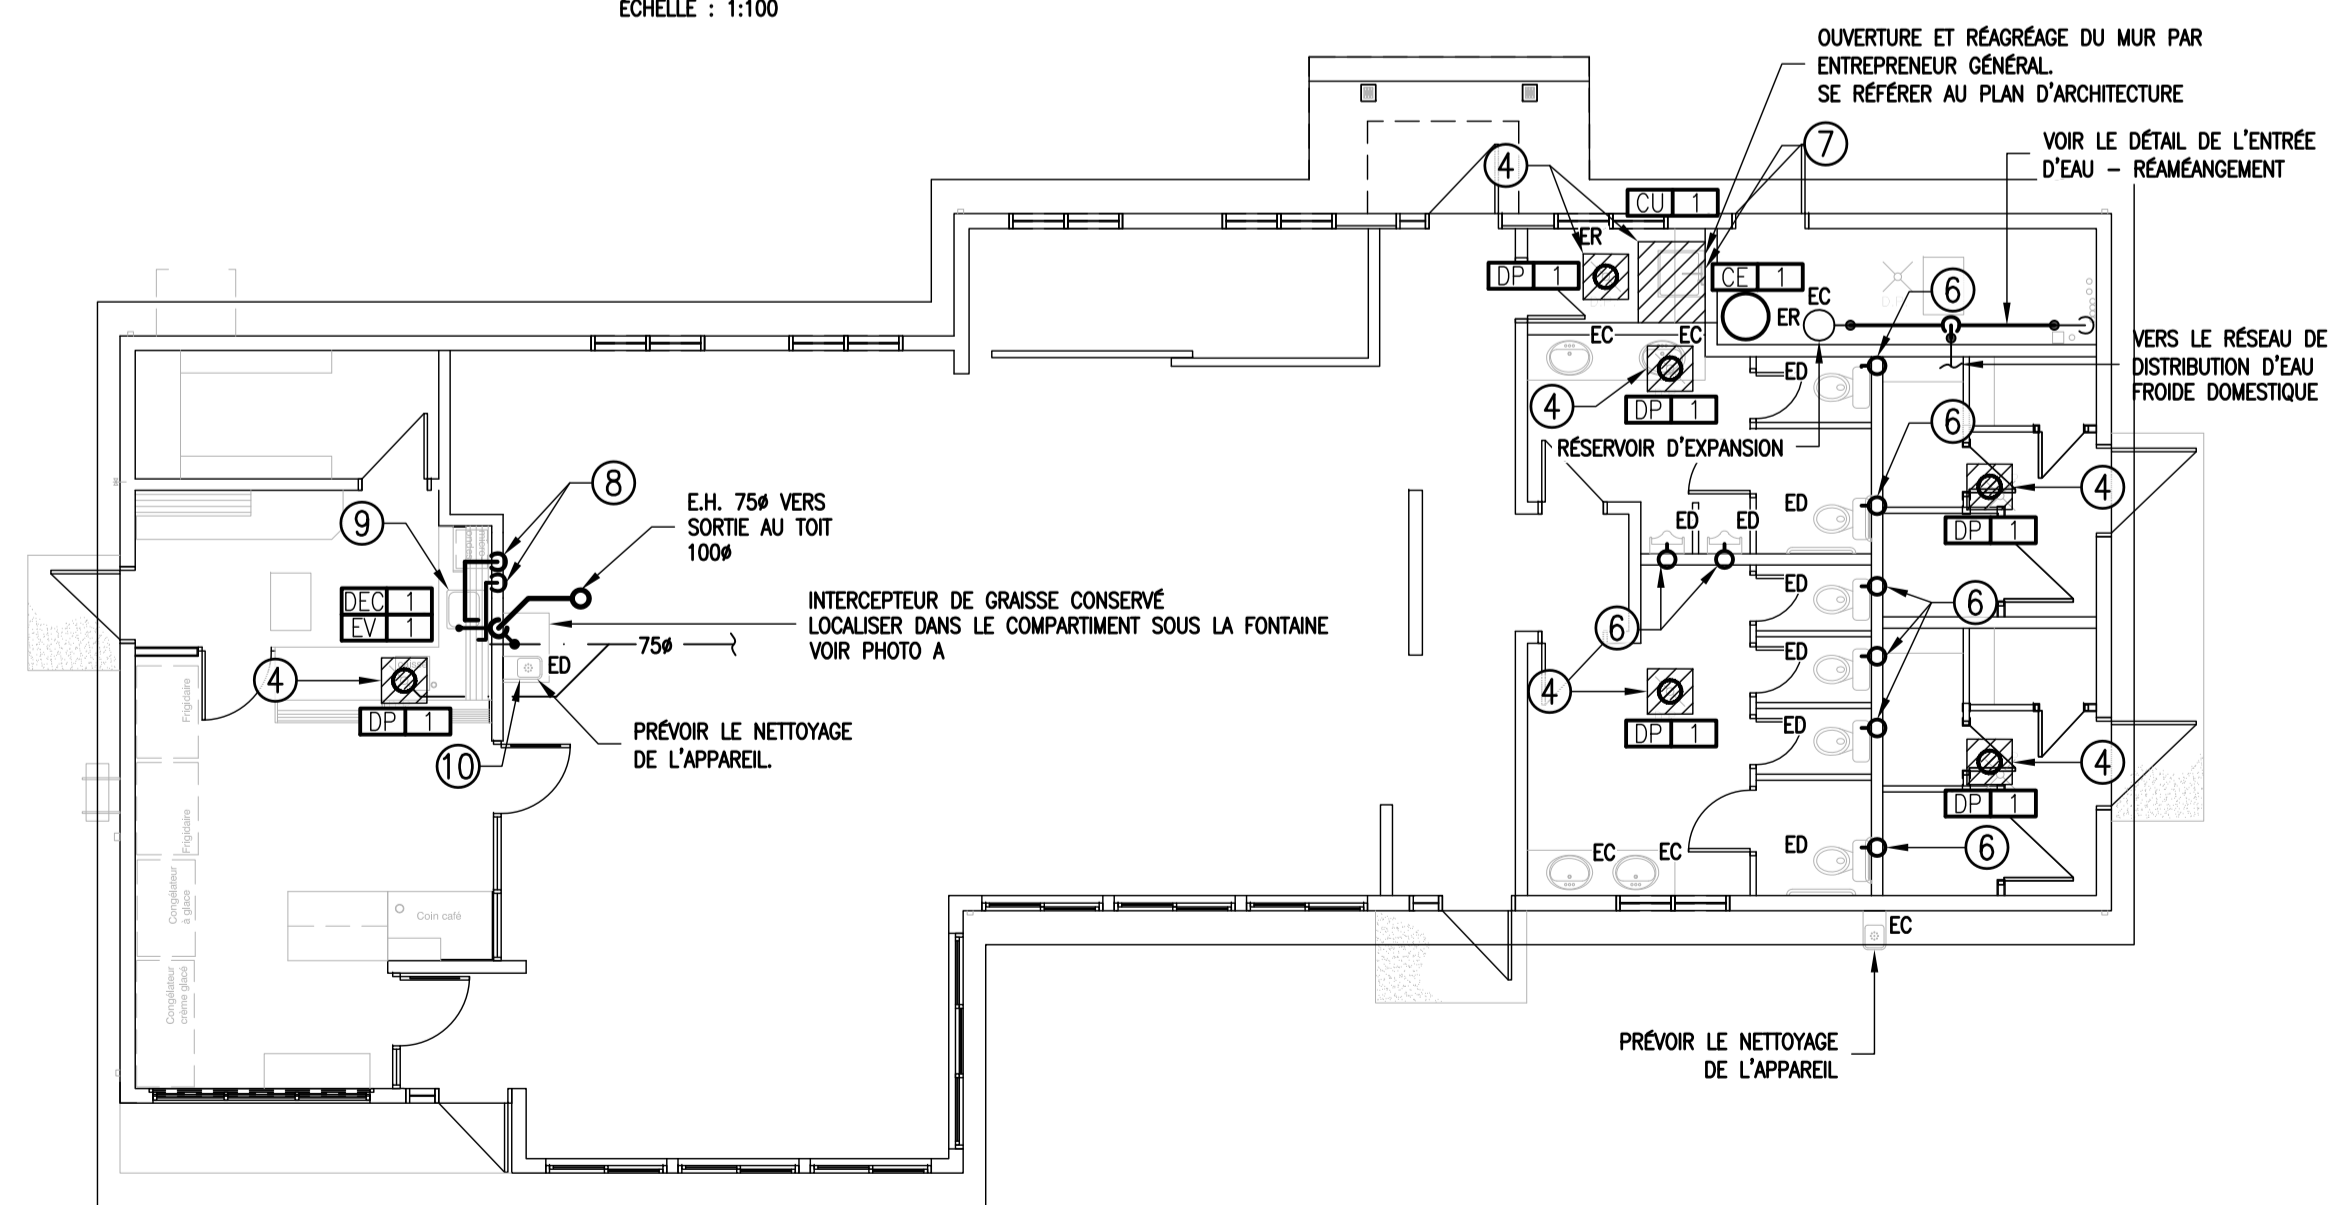 ÉCHELLE : 1:100
OUVERTURE ET RÉAGRÉAGE DU MUR PAR
ENTREPRENEUR GÉNÉRAL.
SE RÉFÉRER AU PLAN D'ARCHITECTURE
VOIR LE DÉTAIL DE L'ENTRÉE
D'EAU – RÉAMÉANGEMENT
7
4
CU 1
ER
DP 1
CE 1
EC
ER
6
VERS LE RÉSEAU DE
DISTRIBUTION D'EAU
FROIDE DOMESTIQUE
EC
EC
ED
4
DP 1
6
RÉSERVOIR D'EXPANSION
8
9
E.H. 75ø VERS
SORTIE AU TOIT
100ø
4
DP 1
ED
ED
ED
micro-
ondes
DEC 1
EV 1
INTERCEPTEUR DE GRAISSE CONSERVÉ
LOCALISER DANS LE COMPARTIMENT SOUS LA FONTAINE
VOIR PHOTO A
75ø
ED
6
6
ED
ED
4
DP 1
ED
10
PRÉVOIR LE NETTOYAGE
DE L'APPAREIL.
4
DP 1
ED
4
DP 1
Frigidaire
Frigidaire
Congélateur
à glace
Congélateur
crème glacé
Coin café
EC
EC
ED
6
EC
PRÉVOIR LE NETTOYAGE
DE L'APPAREIL